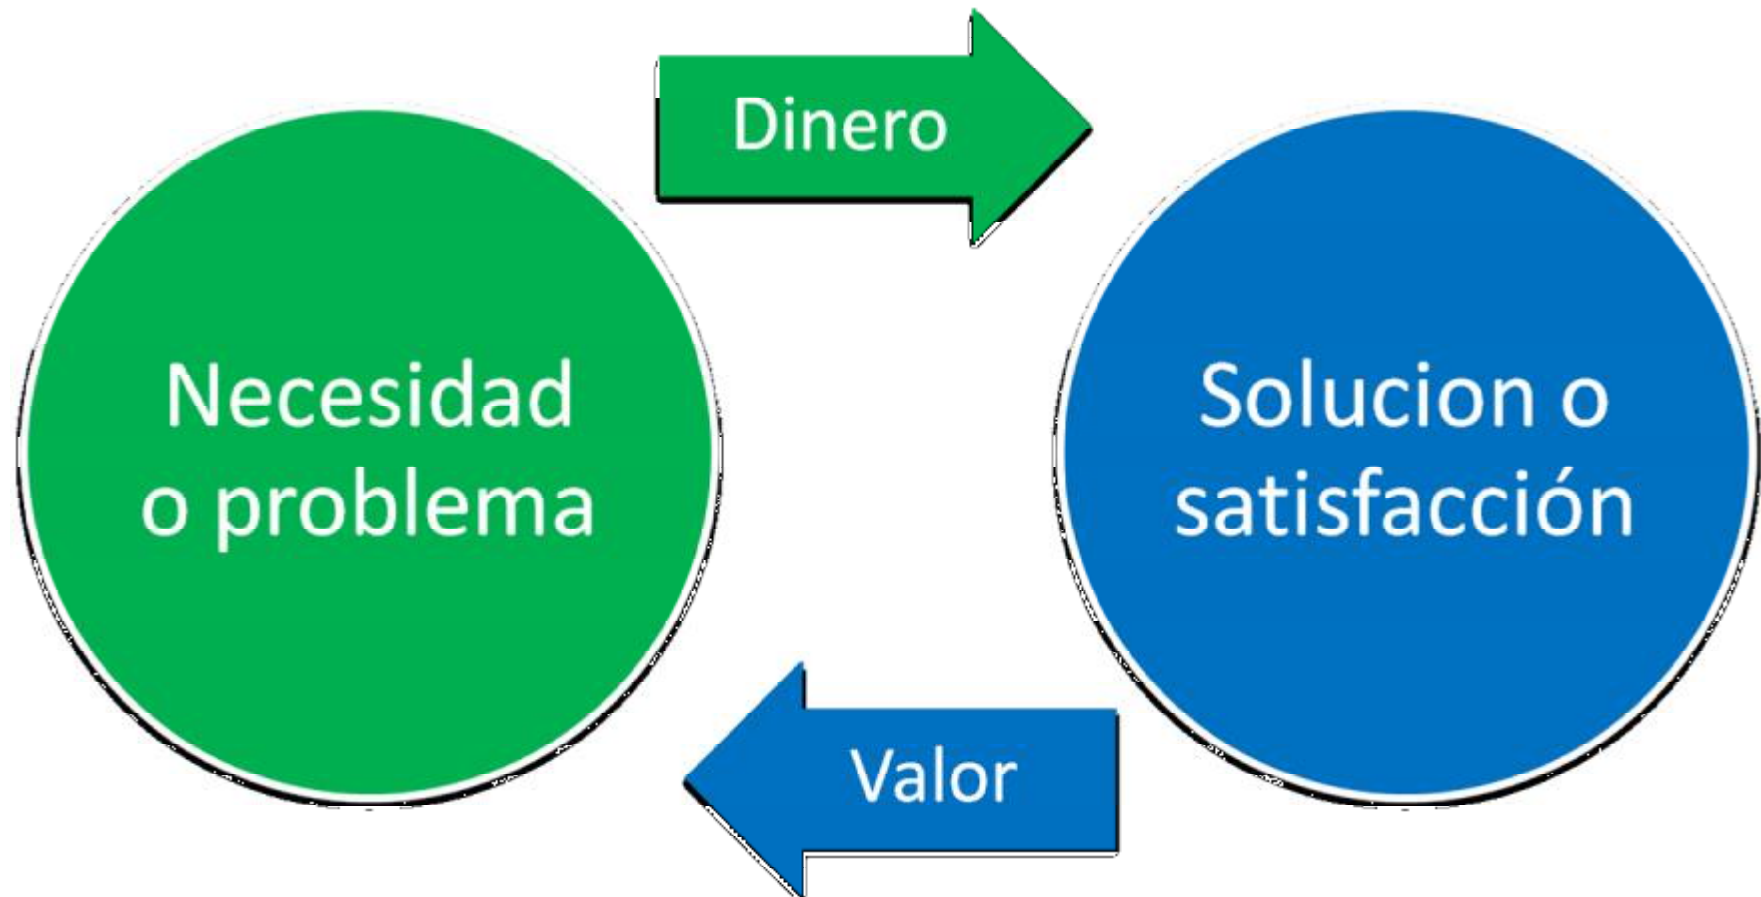 Dinero
Necesidad
o problema
Solucion o
satisfacción
Valor